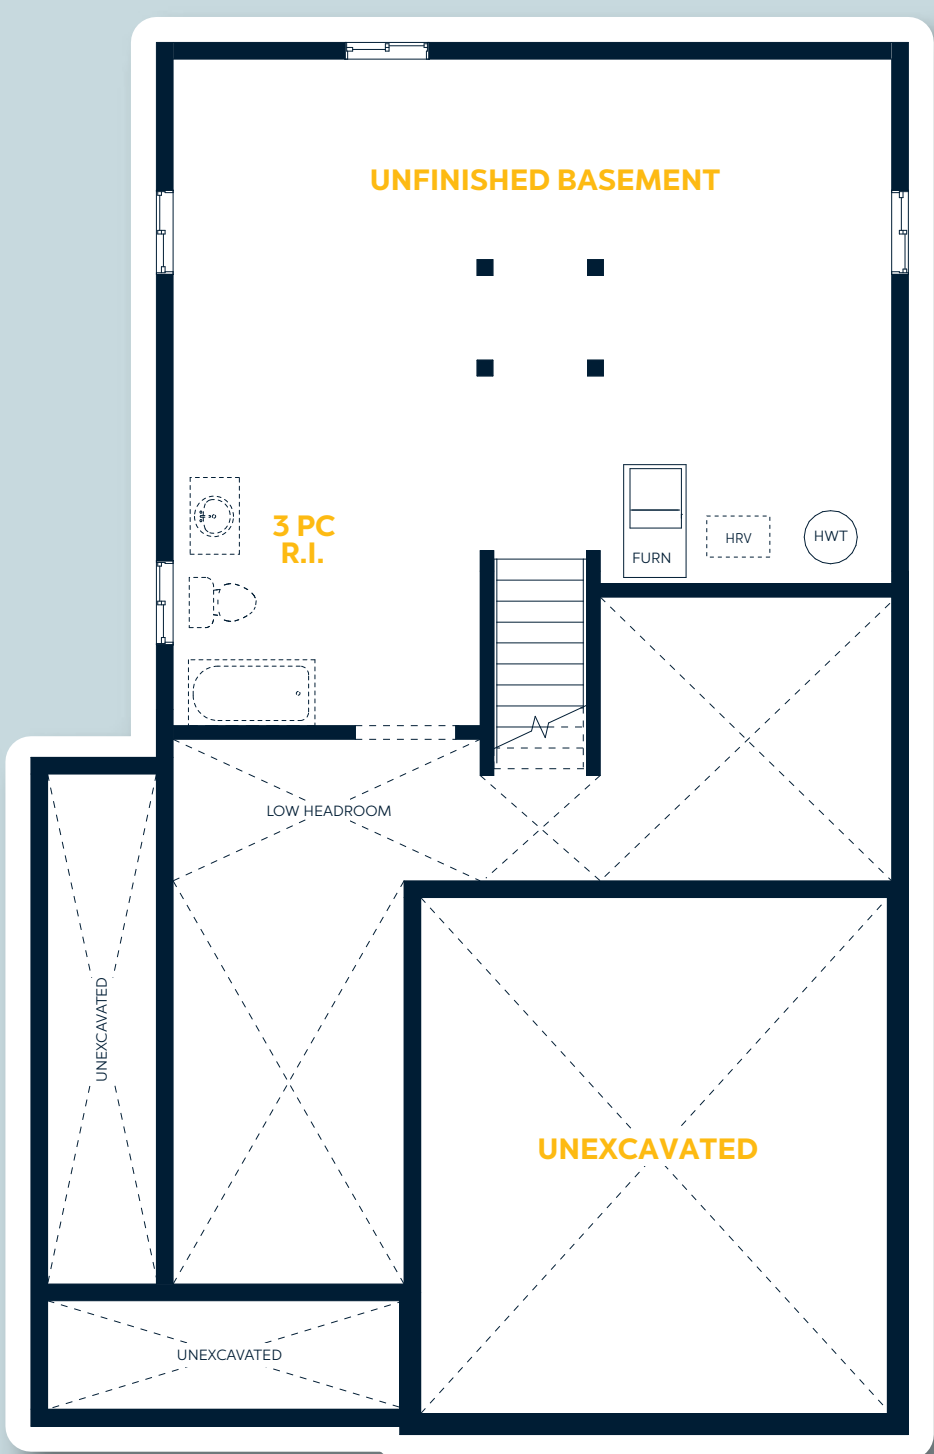 UNFINISHED BASEMENT
3 PC
R.I.
FURN
HRV
HWT
LOW HEADROOM
UNEXCAVATED
UNEXCAVATED
UNEXCAVATED